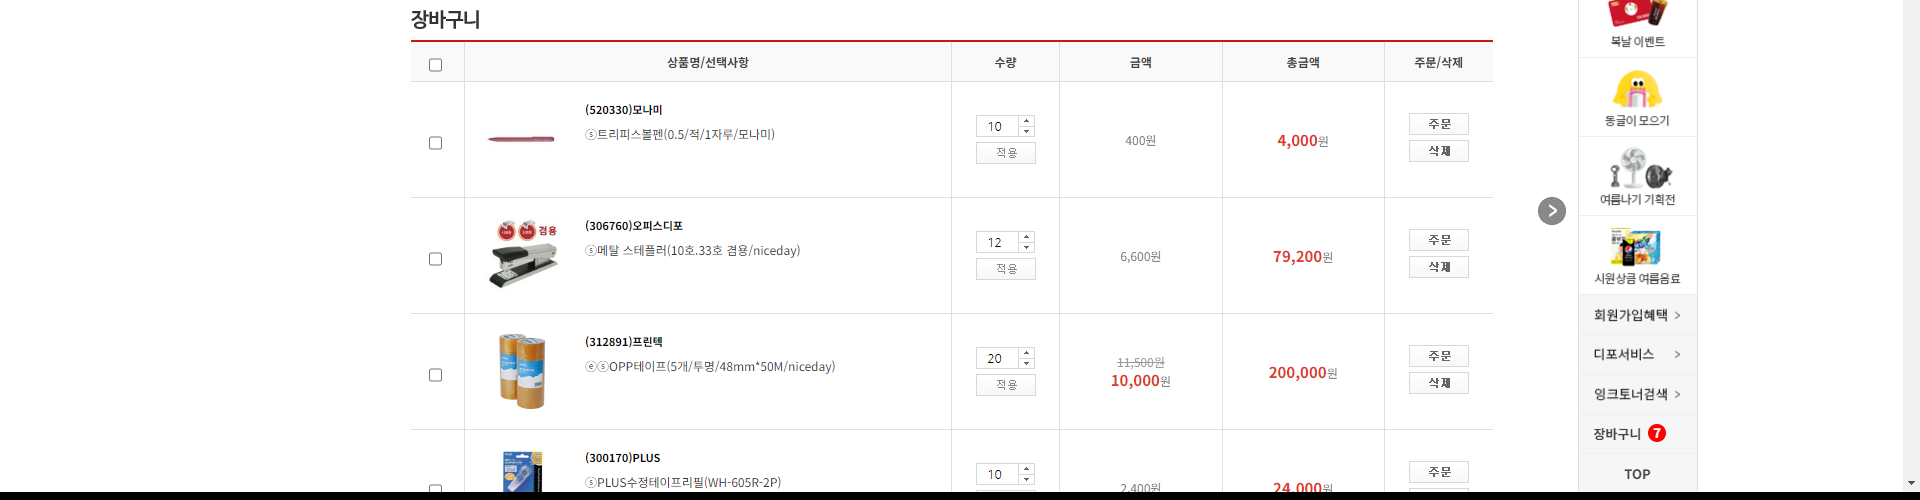 장바구니
상품명/선택사항 수량 금액 총금액 주문/삭제
(520330)모나미
ⓢ트리피스볼펜(0.5/적/1자루/모나미)
10
적용
400원
4,000원
주문
삭제
겸용
(306760)오피스디포
ⓢ메탈 스테플러(10호.33호 겸용/niceday)
12
적용
6,600원
79,200원
주문
삭제
(312891)프린텍
ⓔⓢOPP테이프(5개/투명/48mm*50M/niceday)
20
적용
11,500원
10,000원
200,000원
주문
삭제
(300170)PLUS
ⓢPLUS수정테이프리필(WH-605R-2P)
10
2,400원
24,000원
주문
복날 이벤트
동글이 모으기
여름나기 기획전
시원상큼 여름음료
회원가입혜택 >
디포서비스 >
잉크토너검색 >
장바구니 7
TOP